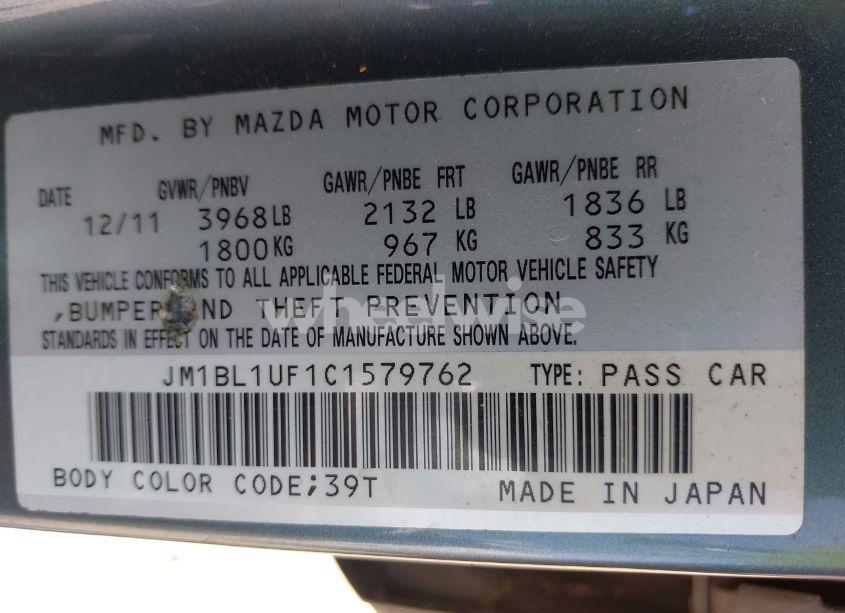 MFD. BY MAZDA MOTOR CORPORATION
DATE GVWR/PNBV GAWR/PNBE FRT GAWR/PNBE RR
12/11 3968LB 2132 LB 1836 LB
1800KG 967 KG 833 KG
THIS VEHICLE CONFORMS TO ALL APPLICABLE FEDERAL MOTOR VEHICLE SAFETY
,BUMPER ND THEFT PREVENTION
STANDARDS IN EFFECT ON THE DATE OF MANUFACTURE SHOWN ABOVE.
wheelwise
JM1BL1UF1C1579762 TYPE: PASS CAR
BODY COLOR CODE;39T MADE IN JAPAN